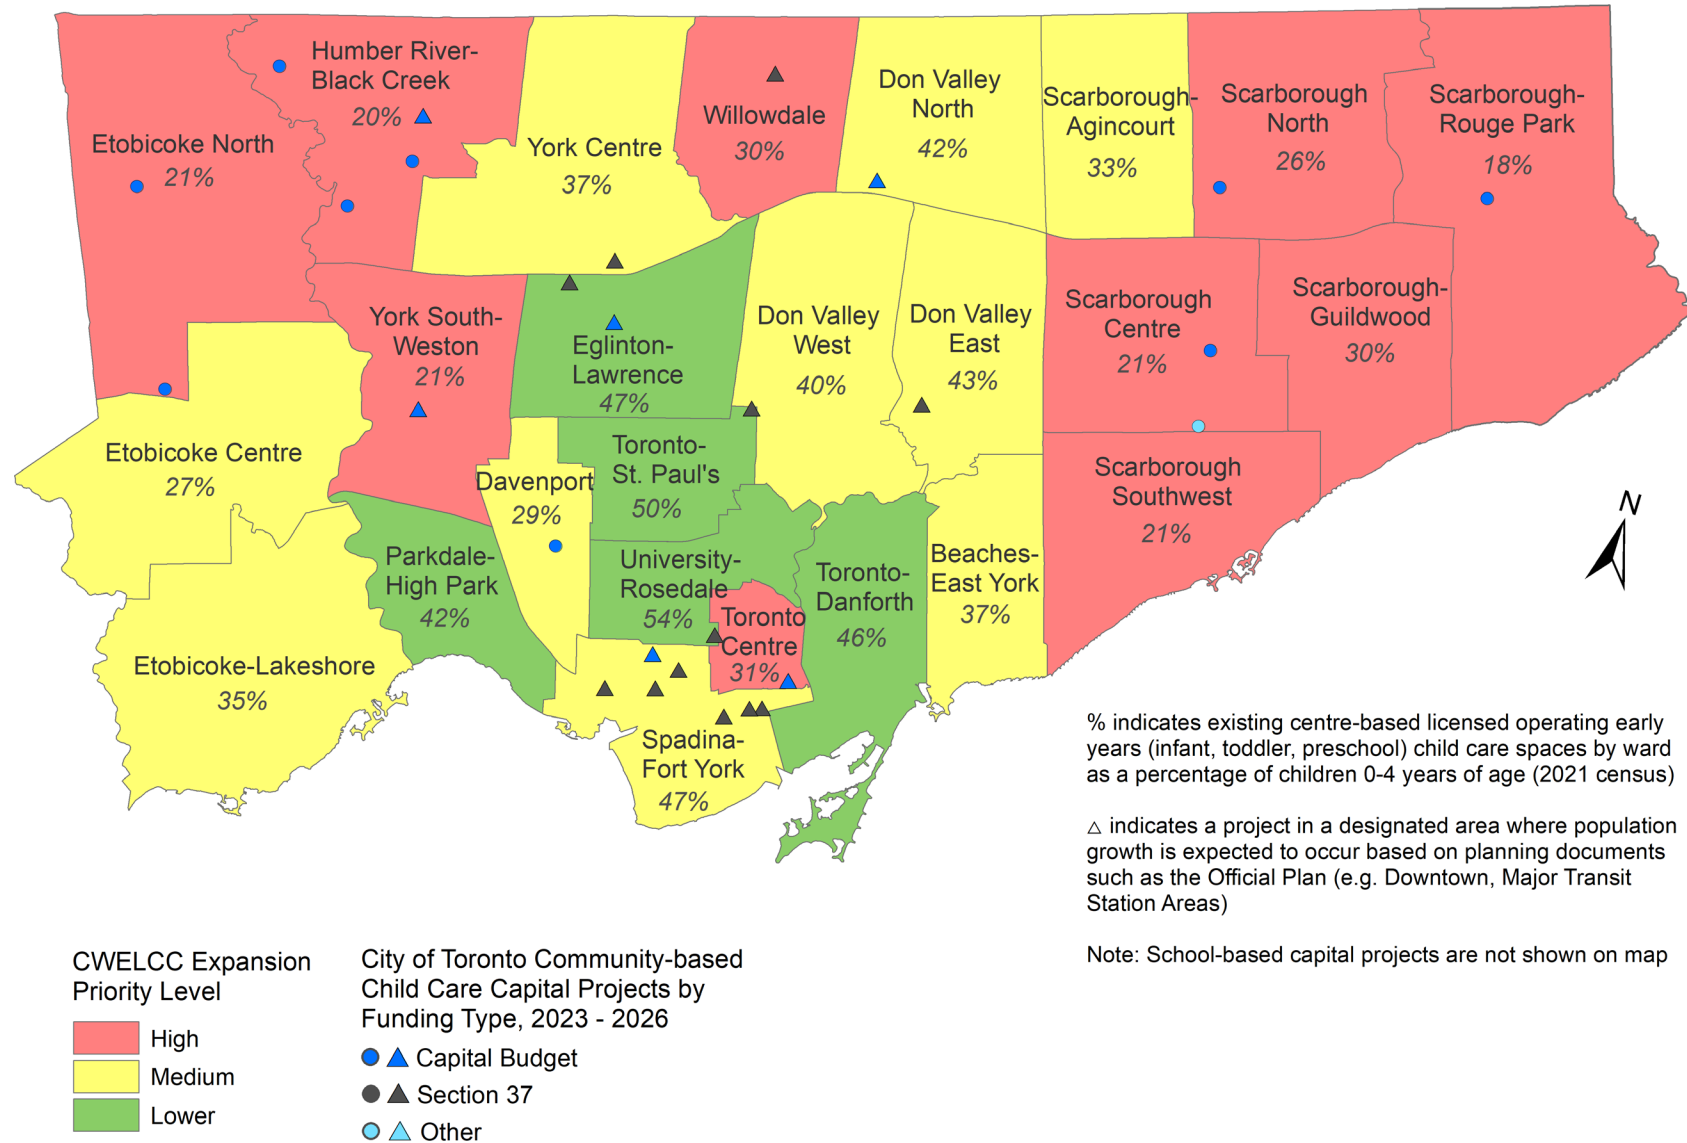 Humber River-
Black Creek
20%
Etobicoke North
21%
York Centre
37%
Willowdale
30%
Don Valley
North
42%
Scarborough-
Agincourt
33%
Scarborough
North
26%
Scarborough-
Rouge Park
18%
York South-
Weston
21%
Eglinton-
Lawrence
47%
Don Valley
West
40%
Don Valley
East
43%
Scarborough
Centre
21%
Scarborough-
Guildwood
30%
Etobicoke Centre
27%
Davenport
29%
Toronto-
St. Paul's
50%
Scarborough
Southwest
21%
N
Parkdale-
High Park
42%
University-
Rosedale
54%
Toronto
Centre
31%
Toronto-
Danforth
46%
Beaches-
East York
37%
Etobicoke-Lakeshore
35%
Spadina-
Fort York
47%
% indicates existing centre-based licensed operating early
years (infant, toddler, preschool) child care spaces by ward
as a percentage of children 0-4 years of age (2021 census)
△ indicates a project in a designated area where population
growth is expected to occur based on planning documents
such as the Official Plan (e.g. Downtown, Major Transit
Station Areas)
Note: School-based capital projects are not shown on map
CWELCC Expansion
Priority Level
High
Medium
Lower
City of Toronto Community-based
Child Care Capital Projects by
Funding Type, 2023 - 2026
Capital Budget
Section 37
Other